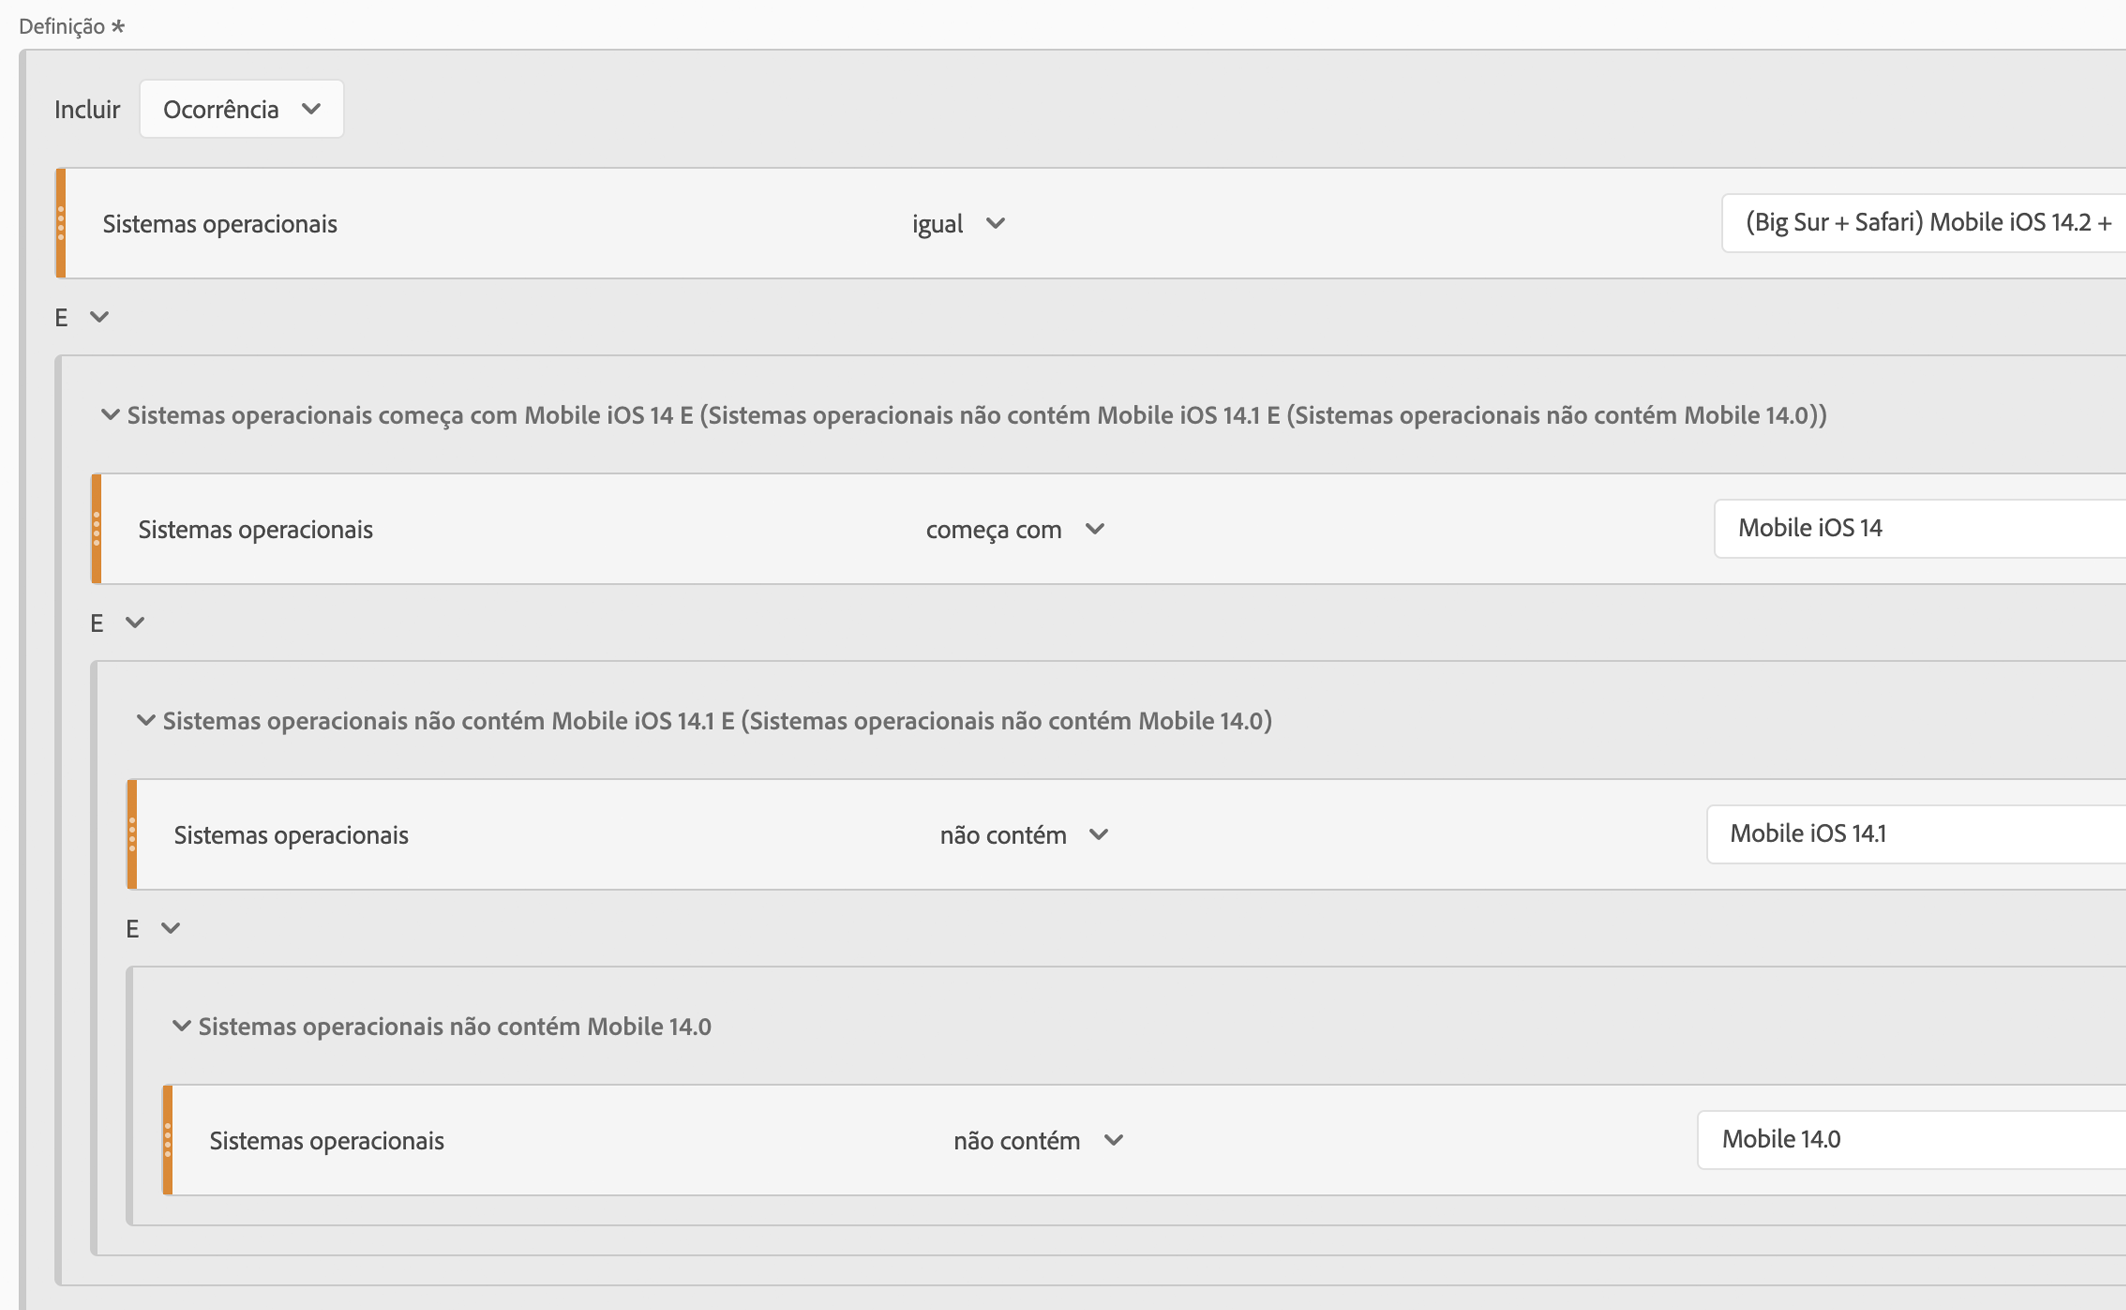 Definição *
Incluir Ocorrência
Sistemas operacionais igual (Big Sur + Safari) Mobile iOS 14.2 +
E
Sistemas operacionais começa com Mobile iOS 14 E (Sistemas operacionais não contém Mobile iOS 14.1 E (Sistemas operacionais não contém Mobile 14.0))
Sistemas operacionais começa com Mobile iOS 14
E
Sistemas operacionais não contém Mobile iOS 14.1 E (Sistemas operacionais não contém Mobile 14.0)
Sistemas operacionais não contém Mobile iOS 14.1
E
Sistemas operacionais não contém Mobile 14.0
Sistemas operacionais não contém Mobile 14.0